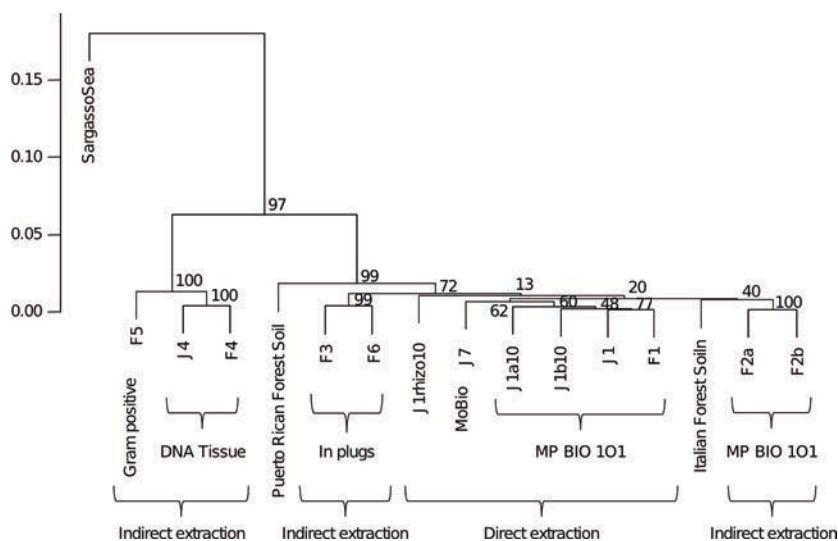 0.15
0.10
0.05
0.00
SargassoSea
97
100
100
99
99
72
13
20
40
62
60
48
77
100
F5
J 4
F4
Puerto Rican Forest Soil
F3
F6
J 1rhizo10
J 7
J 1a10
J 1b10
J 1
F1
Italian Forest Soiln
F2a
F2b
Gram positive
DNA Tissue
In plugs
MoBio
MP BIO 1O1
MP BIO 1O1
Indirect extraction
Indirect extraction
Direct extraction
Indirect extraction